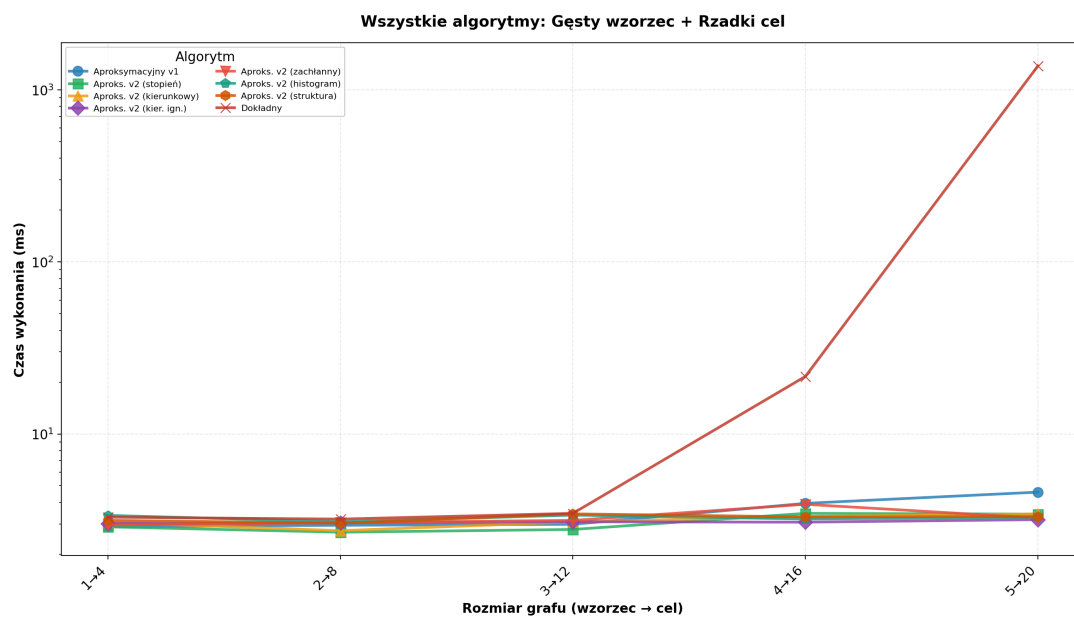 Wszystkie algorytmy: Gęsty wzorzec + Rzadki cel
Algorytm
Aproksymacyjny v1
Aproks. v2 (stopień)
Aproks. v2 (kierunkowy)
Aproks. v2 (kier. ign.)
Aproks. v2 (zachłanny)
Aproks. v2 (histogram)
Aproks. v2 (struktura)
Dokładny
Czas wykonania (ms)
10³
10²
10¹
1→4
2→8
3→12
4→16
5→20
Rozmiar grafu (wzorzec → cel)